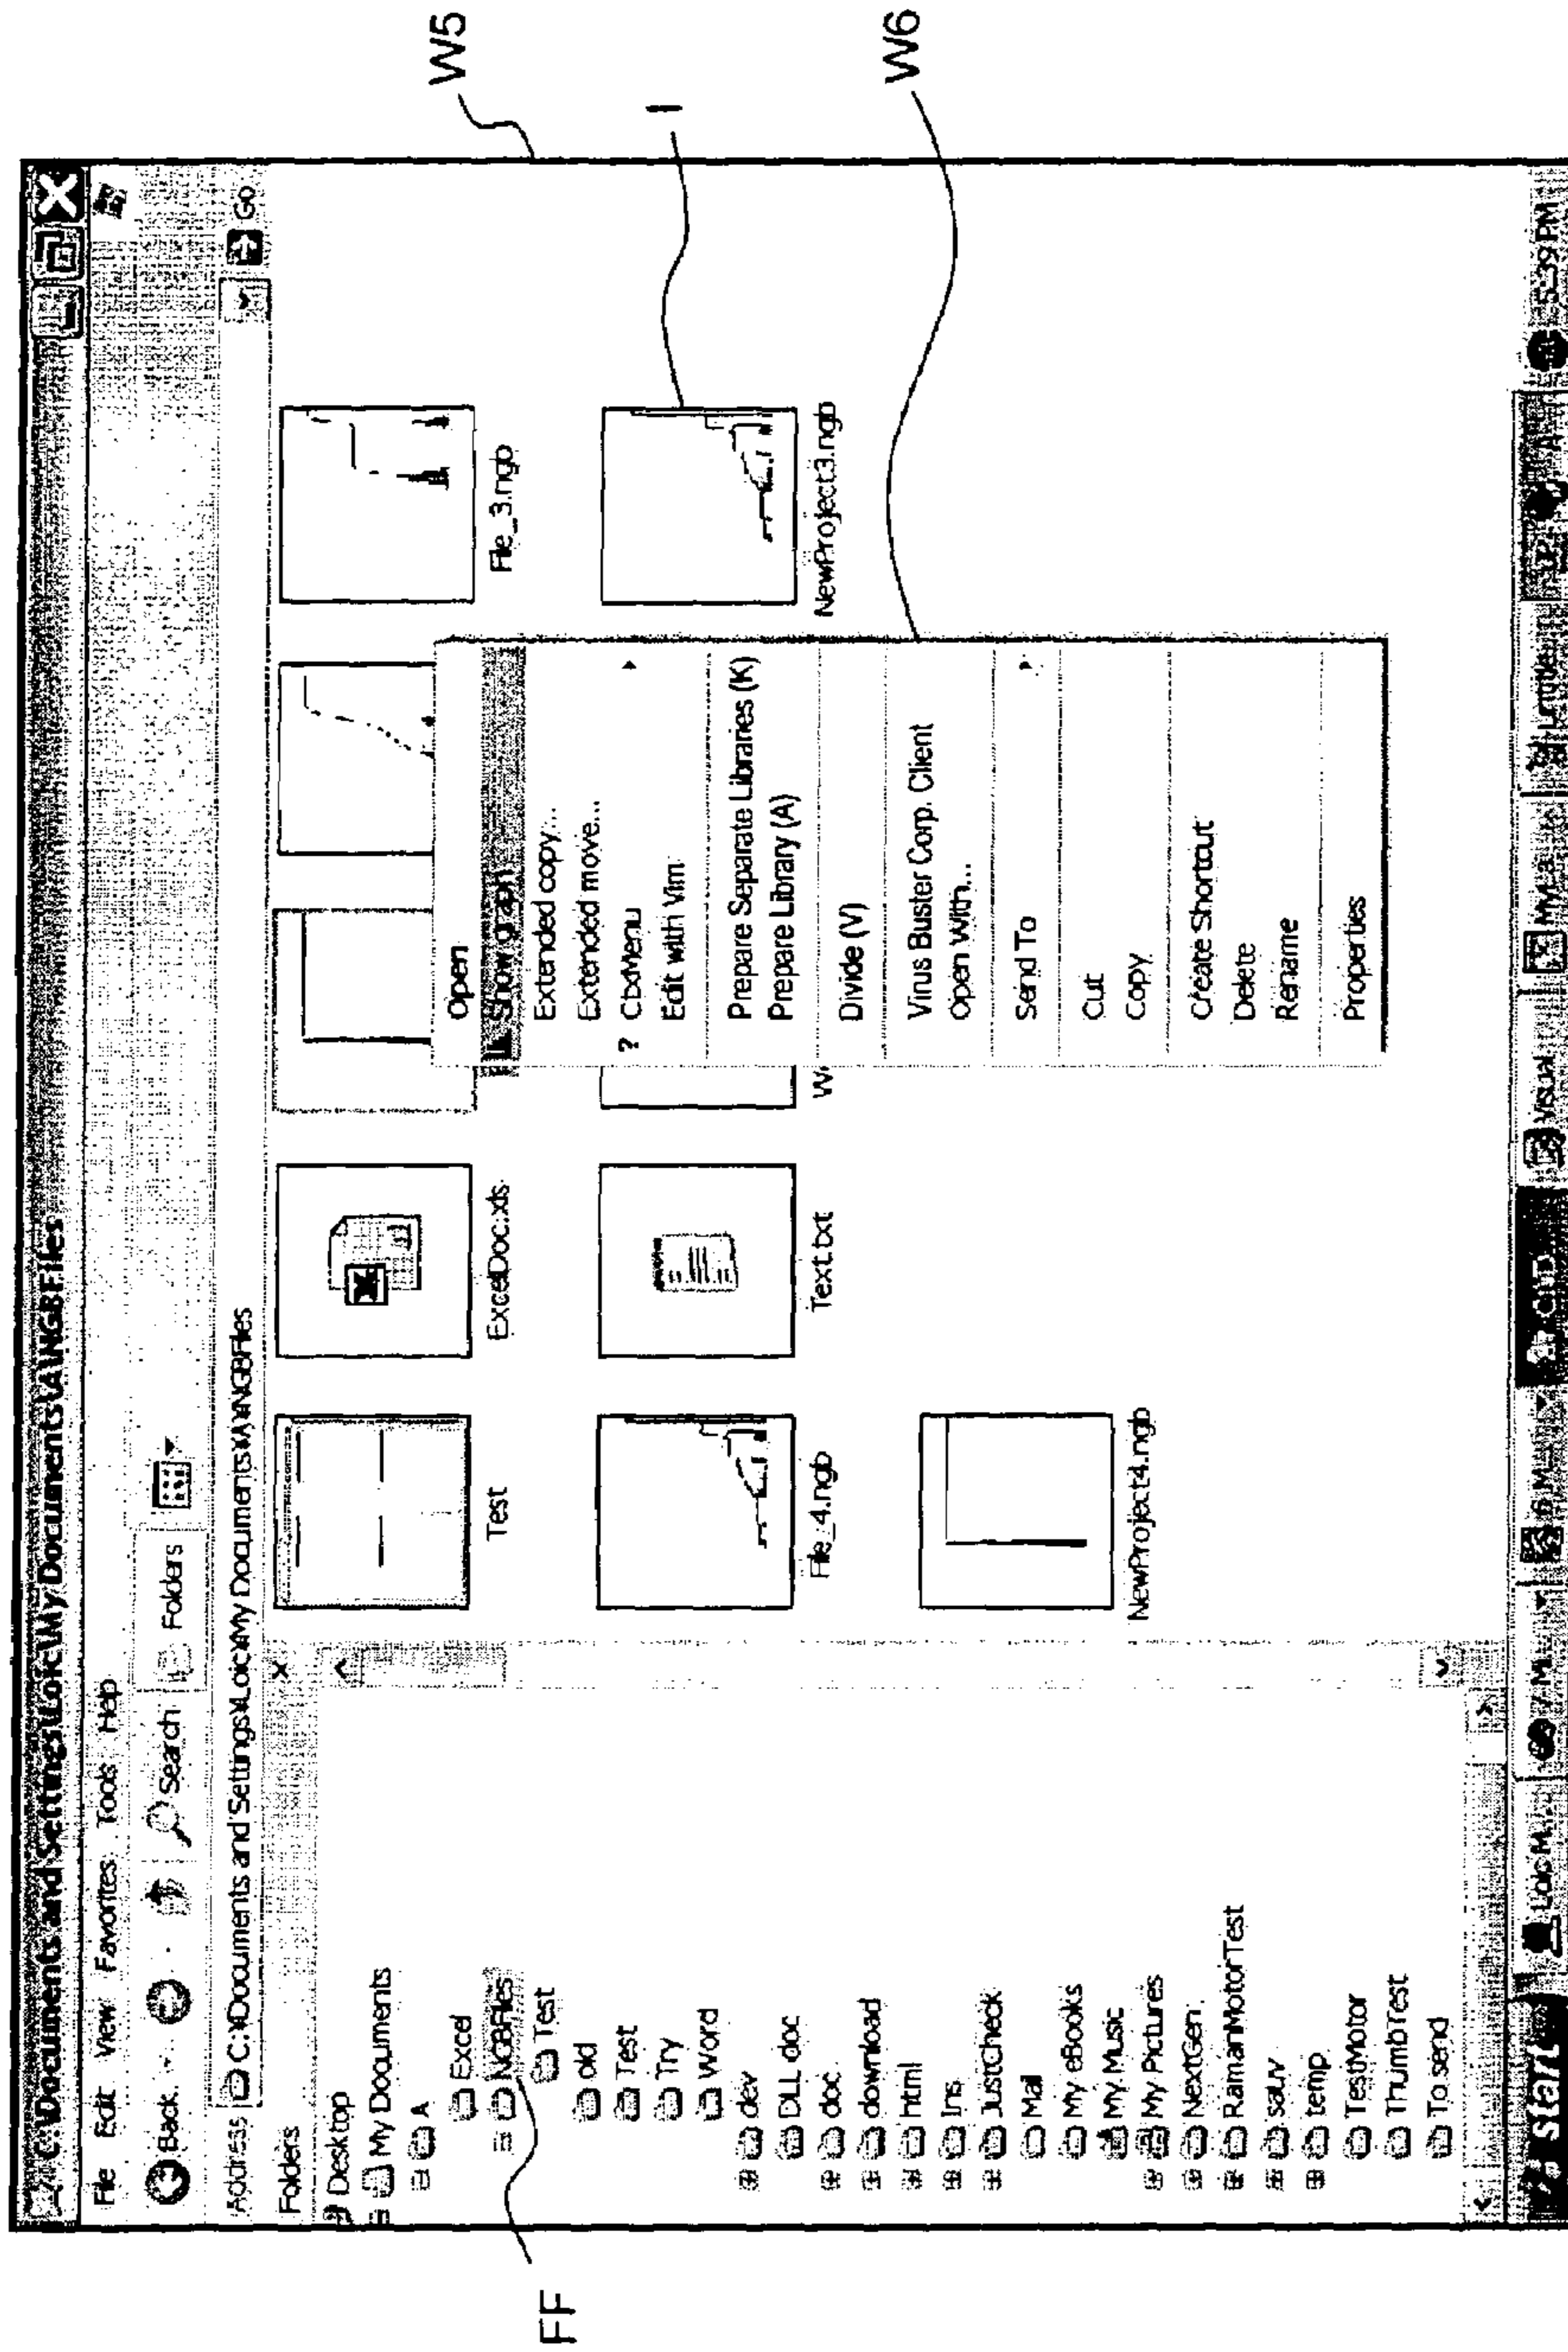 C:\Documents and Settings\Loic\My Documents\A\NGBFiles
File Edit View Favorites Tools Help
Back Search Folders
Address C:¥Documents and Settings¥Loic¥My Documents¥A¥NGBFiles Go
Folders
Desktop
My Documents
A
Excel
NGBFiles
Test
old
Test
Try
Word
dev
DLL doc
doc
download
html
Ins
JustCheck
Mail
My eBooks
My Music
My Pictures
NextGen
RamanMotorTest
sauv
temp
TestMotor
ThumbTest
To send
Test
ExcelDoc.xls
File_3.ngb
File_4.ngb
Text.txt
NewProject3.ngb
NewProject4.ngb
Open
Show graph
Extended copy...
Extended move...
? CtxMenu
Edit with Vim
Prepare Separate Libraries (K)
Prepare Library (A)
Divide (V)
Virus Buster Corp. Client
Open With...
Send To
Cut
Copy
Create Shortcut
Delete
Rename
Properties
start Loic M... 7 M... 6 M... Visual 5:39 PM
W5
I
W6
FF